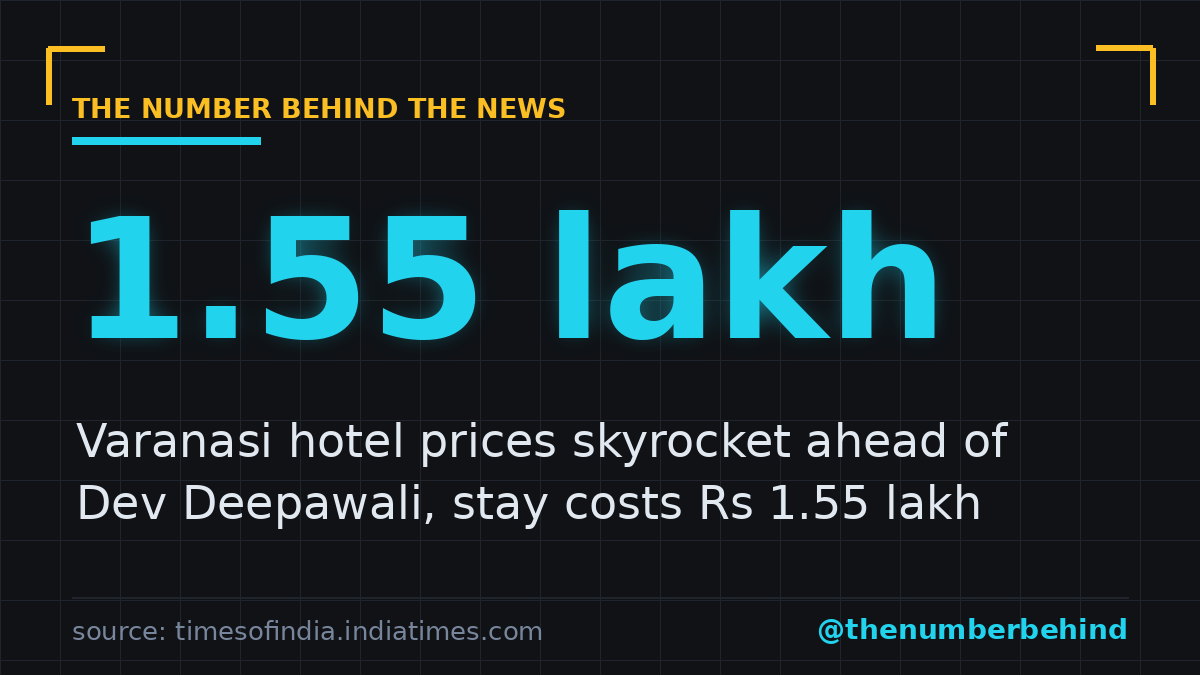 THE NUMBER BEHIND THE NEWS
1.55 lakh
Varanasi hotel prices skyrocket ahead of
Dev Deepawali, stay costs Rs 1.55 lakh
source: timesofindia.indiatimes.com
@thenumberbehind